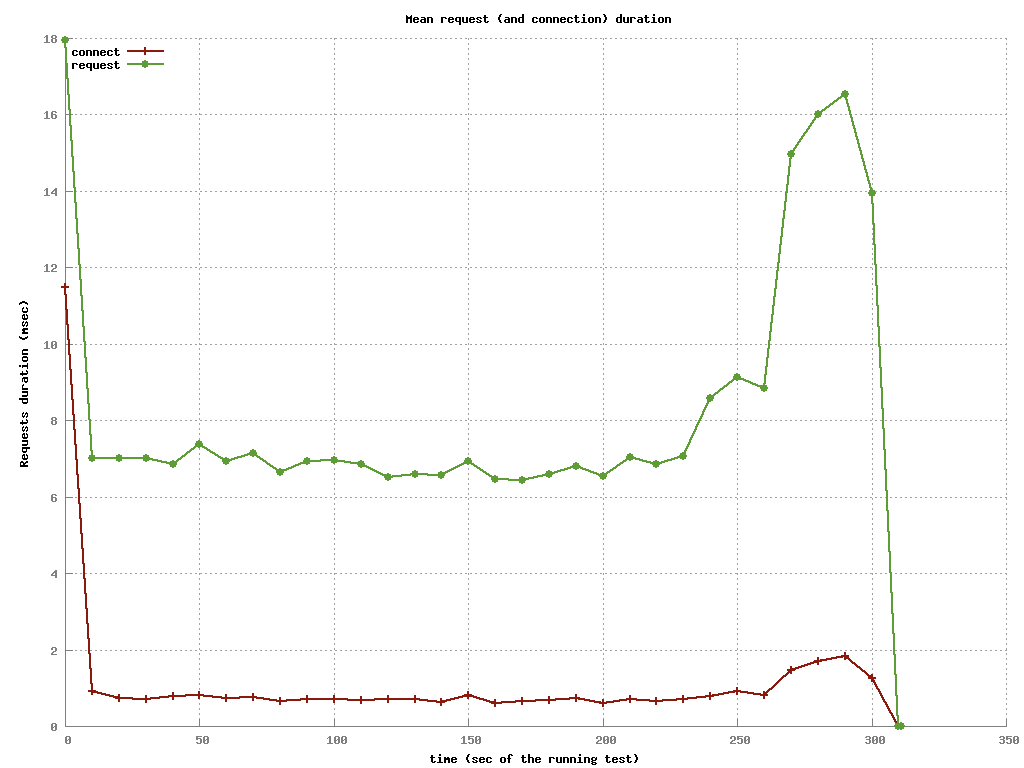 Mean request (and connection) duration
18
connect
request
16
14
12
10
8
6
4
2
0
Requests duration (msec)
0 50 100 150 200 250 300 350
time (sec of the running test)